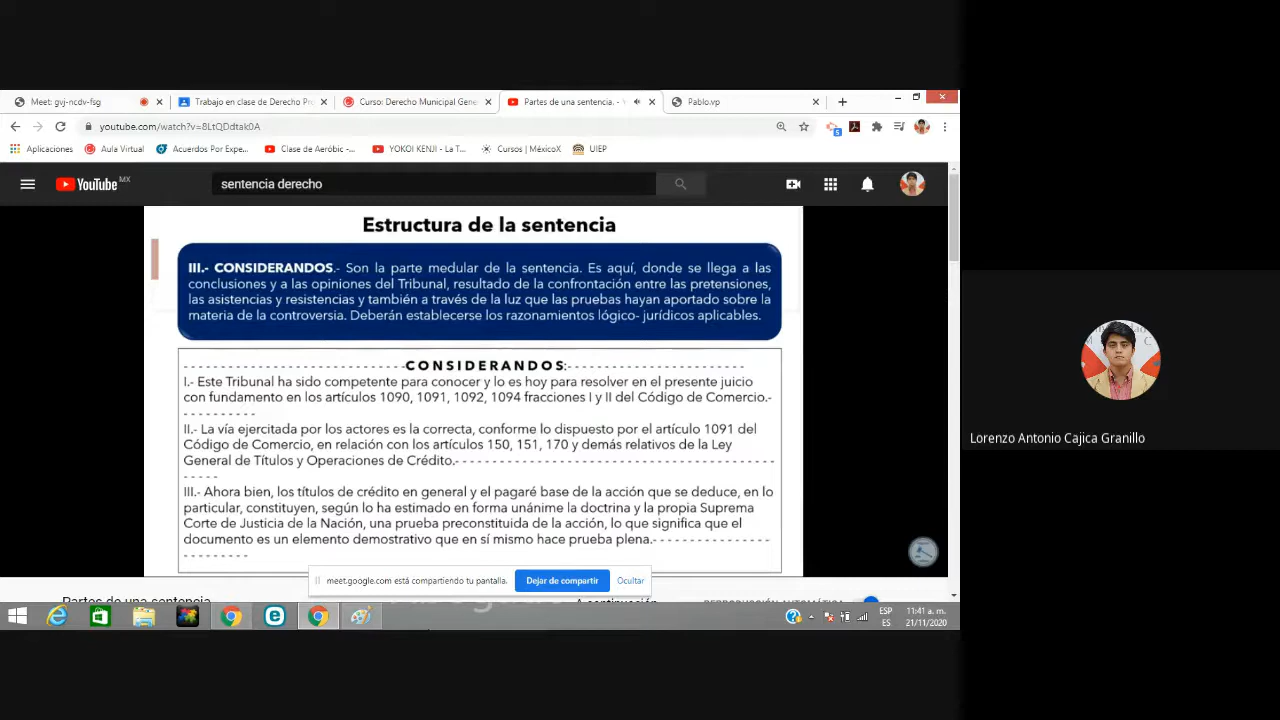 Meet: gvj-ncdv-fsg
Trabajo en clase de Derecho Pro
Curso: Derecho Municipal Gene
Partes de una sentencia. - Y
Pablo.vp
youtube.com/watch?v=8LtQDdtak0A
5
Aplicaciones
Aula Virtual
Acuerdos Por Expe...
Clase de Aeróbic -...
YOKOI KENJI - La T...
Cursos | MéxicoX
UIEP
YouTube MX
sentencia derecho
Estructura de la sentencia
III.- CONSIDERANDOS.- Son la parte medular de la sentencia. Es aquí, donde se llega a las
conclusiones y a las opiniones del Tribunal, resultado de la confrontación entre las pretensiones,
las asistencias y resistencias y también a través de la luz que las pruebas hayan aportado sobre la
materia de la controversia. Deberán establecerse los razonamientos lógico- jurídicos aplicables.
- - - - - - - - - - - - - - - - - - - - - - - - - - - -C O N S I D E R A N D O S:- - - - - - - - - - - - - - - - - - - - - -
I.- Este Tribunal ha sido competente para conocer y lo es hoy para resolver en el presente juicio
con fundamento en los artículos 1090, 1091, 1092, 1094 fracciones I y II del Código de Comercio.-
- - - - - - - - - -
II.- La vía ejercitada por los actores es la correcta, conforme lo dispuesto por el artículo 1091 del
Código de Comercio, en relación con los artículos 150, 151, 170 y demás relativos de la Ley
General de Títulos y Operaciones de Crédito.- - - - - - - - - - - - - - - - - - - - - - - - - - - - - - - - - - - - - - - -
- - - - -
III.- Ahora bien, los títulos de crédito en general y el pagaré base de la acción que se deduce, en lo
particular, constituyen, según lo ha estimado en forma unánime la doctrina y la propia Suprema
Corte de Justicia de la Nación, una prueba preconstituida de la acción, lo que significa que el
documento es un elemento demostrativo que en sí mismo hace prueba plena.- - - - - - - - - - - - - - -
- - - - - - - - -
meet.google.com está compartiendo tu pantalla.
Dejar de compartir
Ocultar
Partes de una sentencia
A continuación
REPRODUCCIÓN AUTOMÁTICA
ESP
ES
11:41 a. m.
21/11/2020
Lorenzo Antonio Cajica Granillo